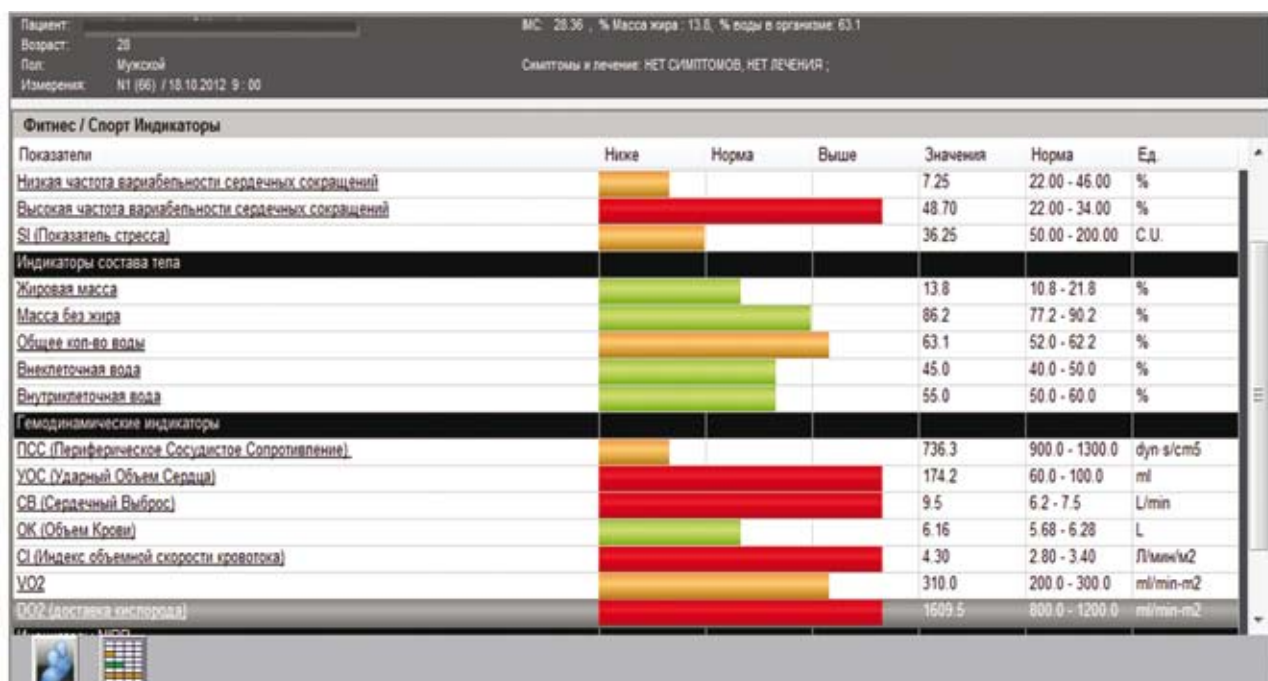 Пациент:
Возраст: 28
Пол: Мужской
Измерения: N1 (66) / 18.10.2012 9 : 00
IMC: 28.36 , % Масса жира : 13.8, % воды в организме: 63.1
Симптомы и лечение: НЕТ СИМПТОМОВ, НЕТ ЛЕЧЕНИЯ ;
Фитнес / Спорт Индикаторы
Показатели Ниже Норма Выше Значения Норма Ед.
Низкая частота вариабельности сердечных сокращений 7.25 22.00 - 46.00 %
Высокая частота вариабельности сердечных сокращений 48.70 22.00 - 34.00 %
SI (Показатель стресса) 36.25 50.00 - 200.00 C.U.
Индикаторы состава тела
Жировая масса 13.8 10.8 - 21.8 %
Масса без жира 86.2 77.2 - 90.2 %
Общее кол-во воды 63.1 52.0 - 62.2 %
Внеклеточная вода 45.0 40.0 - 50.0 %
Внутриклеточная вода 55.0 50.0 - 60.0 %
Гемодинамические индикаторы
ПСС (Периферическое Сосудистое Сопротивление) 736.3 900.0 - 1300.0 dyn·s/cm5
УОС (Ударный Объем Сердца) 174.2 60.0 - 100.0 ml
СВ (Сердечный Выброс) 9.5 6.2 - 7.5 L/min
ОК (Объем Крови) 6.16 5.68 - 6.28 L
CI (Индекс объемной скорости кровотока) 4.30 2.80 - 3.40 Л/мин/м2
VO2 310.0 200.0 - 300.0 ml/min-m2
DO2 (доставка кислорода) 1609.5 800.0 - 1200.0 ml/min-m2